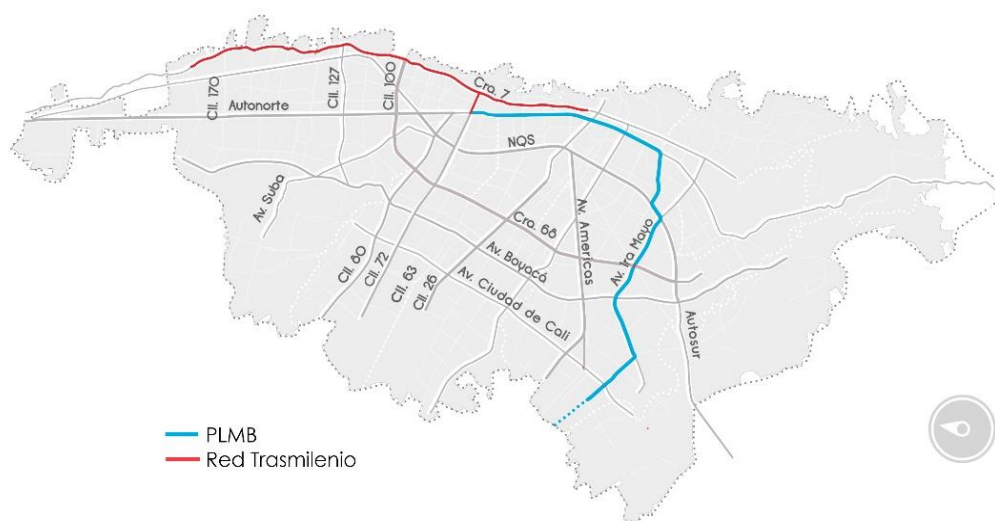 Cll. 170
Autonorte
Cll. 127
Cll. 100
Cra. 7
NQS
Av. Suba
Cll. 80
Cll. 72
Cll. 63
Cll. 26
Cra. 68
Av. Boyacá
Av. Ciudad de Cali
Av. Americas
Av. 1ra Mayo
Autosur
PLMB
Red Trasmilenio